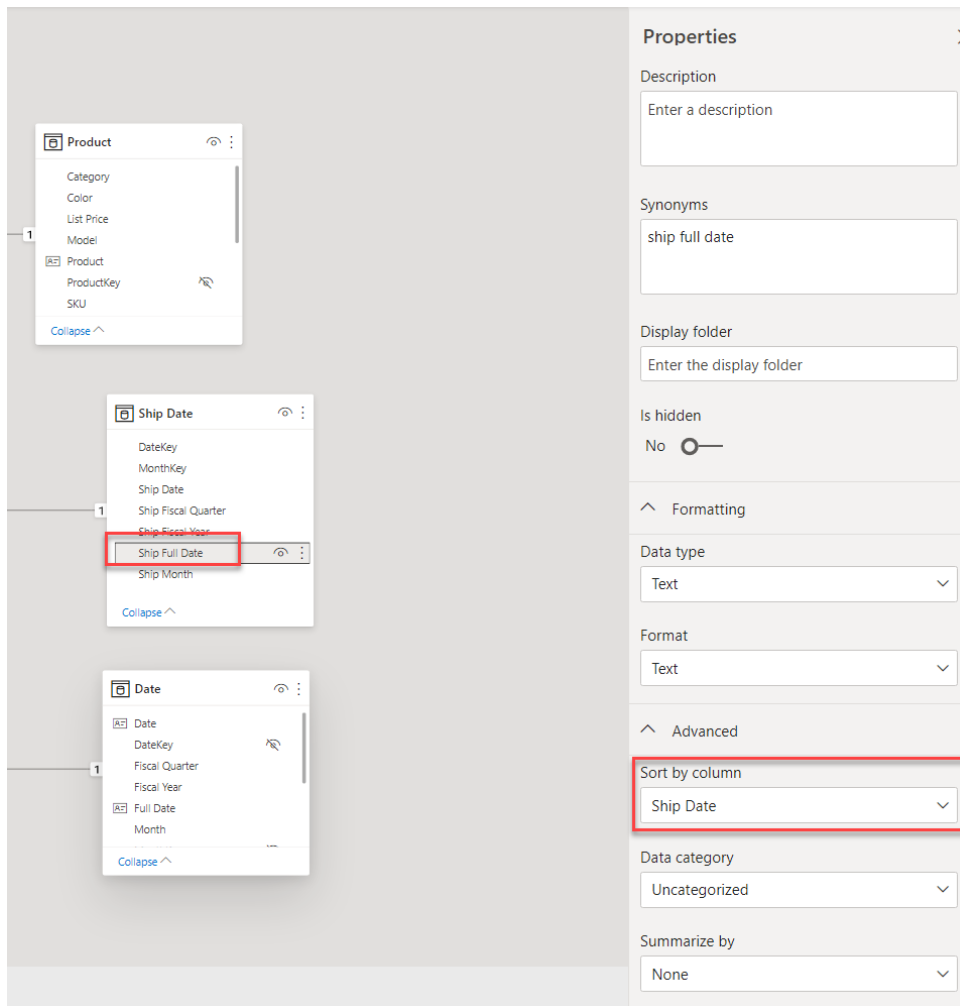 Product
Category
Color
List Price
Model
Product
ProductKey
SKU
Collapse
1
Ship Date
DateKey
MonthKey
Ship Date
Ship Fiscal Quarter
Ship Fiscal Year
Ship Full Date
Ship Month
Collapse
1
Date
Date
DateKey
Fiscal Quarter
Fiscal Year
Full Date
Month
Collapse
1
Properties
Description
Enter a description
Synonyms
ship full date
Display folder
Enter the display folder
Is hidden
No
Formatting
Data type
Text
Format
Text
Advanced
Sort by column
Ship Date
Data category
Uncategorized
Summarize by
None